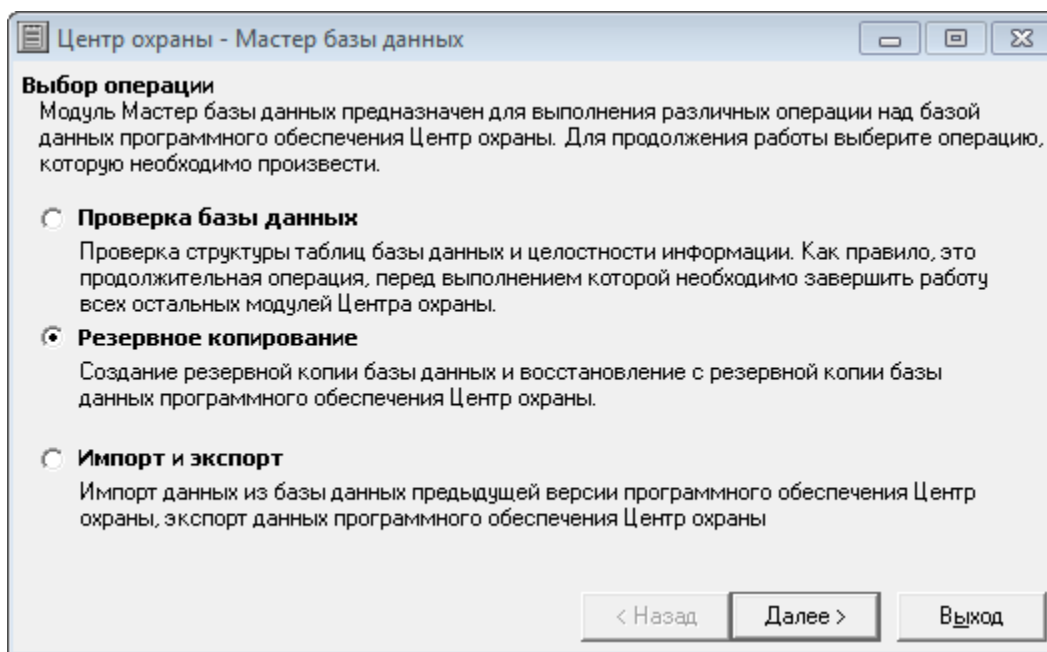 Центр охраны - Мастер базы данных
Выбор операции
Модуль Мастер базы данных предназначен для выполнения различных операции над базой
данных программного обеспечения Центр охраны. Для продолжения работы выберите операцию,
которую необходимо произвести.
Проверка базы данных
Проверка структуры таблиц базы данных и целостности информации. Как правило, это
продолжительная операция, перед выполнением которой необходимо завершить работу
всех остальных модулей Центра охраны.
Резервное копирование
Создание резервной копии базы данных и восстановление с резервной копии базы
данных программного обеспечения Центр охраны.
Импорт и экспорт
Импорт данных из базы данных предыдущей версии программного обеспечения Центр
охраны, экспорт данных программного обеспечения Центр охраны
< Назад Далее > Выход